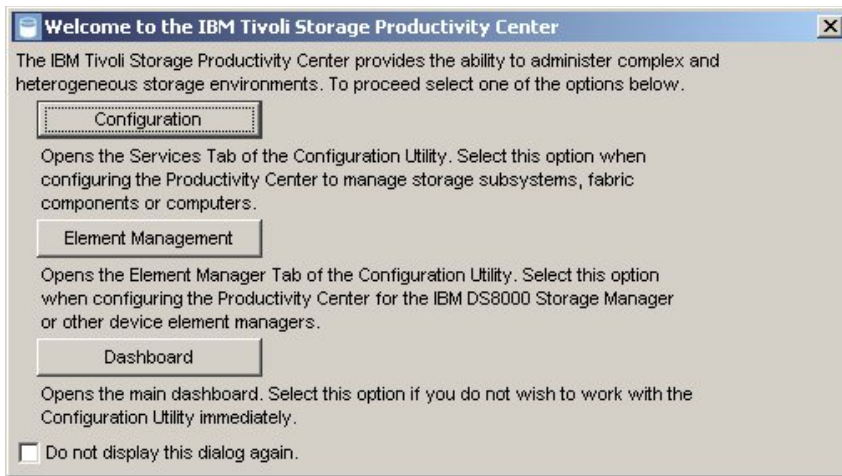 Welcome to the IBM Tivoli Storage Productivity Center
The IBM Tivoli Storage Productivity Center provides the ability to administer complex and
heterogeneous storage environments. To proceed select one of the options below.
Configuration
Opens the Services Tab of the Configuration Utility. Select this option when
configuring the Productivity Center to manage storage subsystems, fabric
components or computers.
Element Management
Opens the Element Manager Tab of the Configuration Utility. Select this option
when configuring the Productivity Center for the IBM DS8000 Storage Manager
or other device element managers.
Dashboard
Opens the main dashboard. Select this option if you do not wish to work with the
Configuration Utility immediately.
Do not display this dialog again.